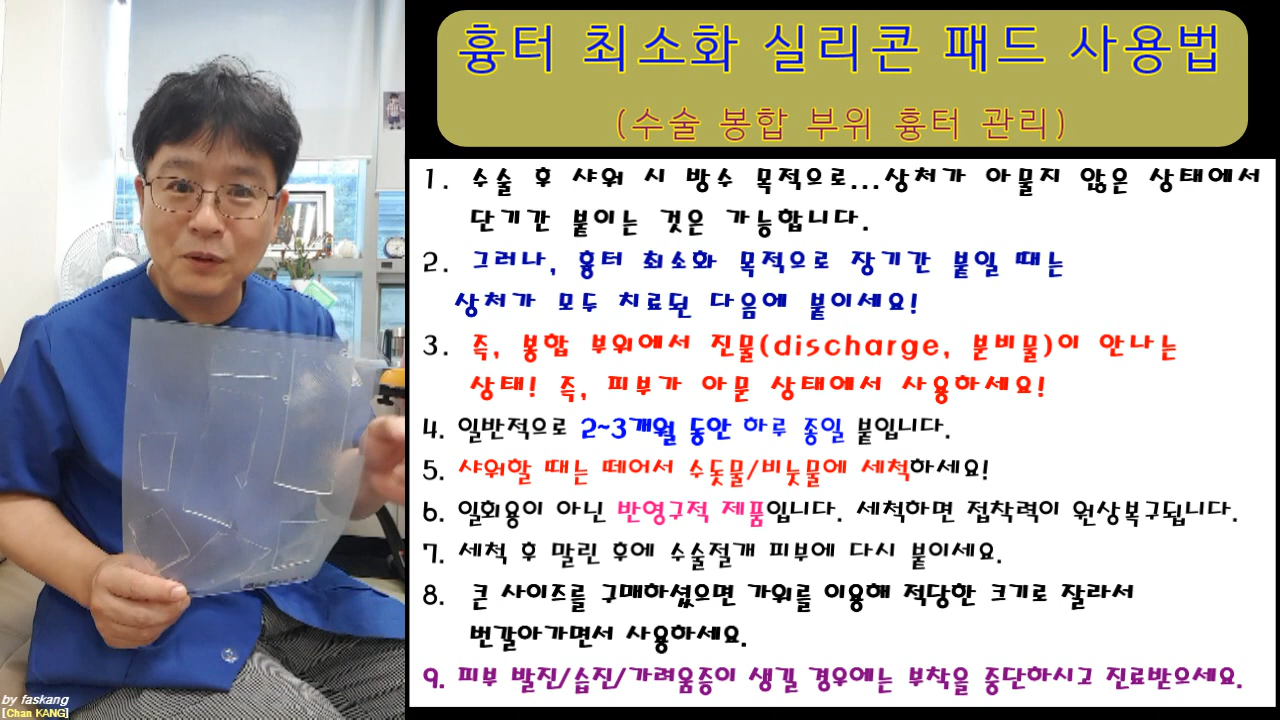 흉터 최소화 실리콘 패드 사용법
(수술 봉합 부위 흉터 관리)
1. 수술 후 샤워 시 방수 목적으로...상처가 아물지 않은 상태에서
단기간 붙이는 것은 가능합니다.
2. 그러나, 흉터 최소화 목적으로 장기간 붙일 때는
상처가 모두 치료된 다음에 붙이세요!
3. 즉, 봉합 부위에서 진물(discharge, 분비물)이 안나는
상태! 즉, 피부가 아문 상태에서 사용하세요!
4. 일반적으로 2~3개월 동안 하루 종일 붙입니다.
5. 샤워할 때는 떼어서 수돗물/비눗물에 세척하세요!
6. 일회용이 아닌 반영구적 제품입니다. 세척하면 접착력이 원상복구됩니다.
7. 세척 후 말린 후에 수술절개 피부에 다시 붙이세요.
8. 큰 사이즈를 구매하셨으면 가위를 이용해 적당한 크기로 잘라서
번갈아가면서 사용하세요.
9. 피부 발진/습진/가려움증이 생길 경우에는 부착을 중단하시고 진료받으세요.
by faskang
[Chan KANG]